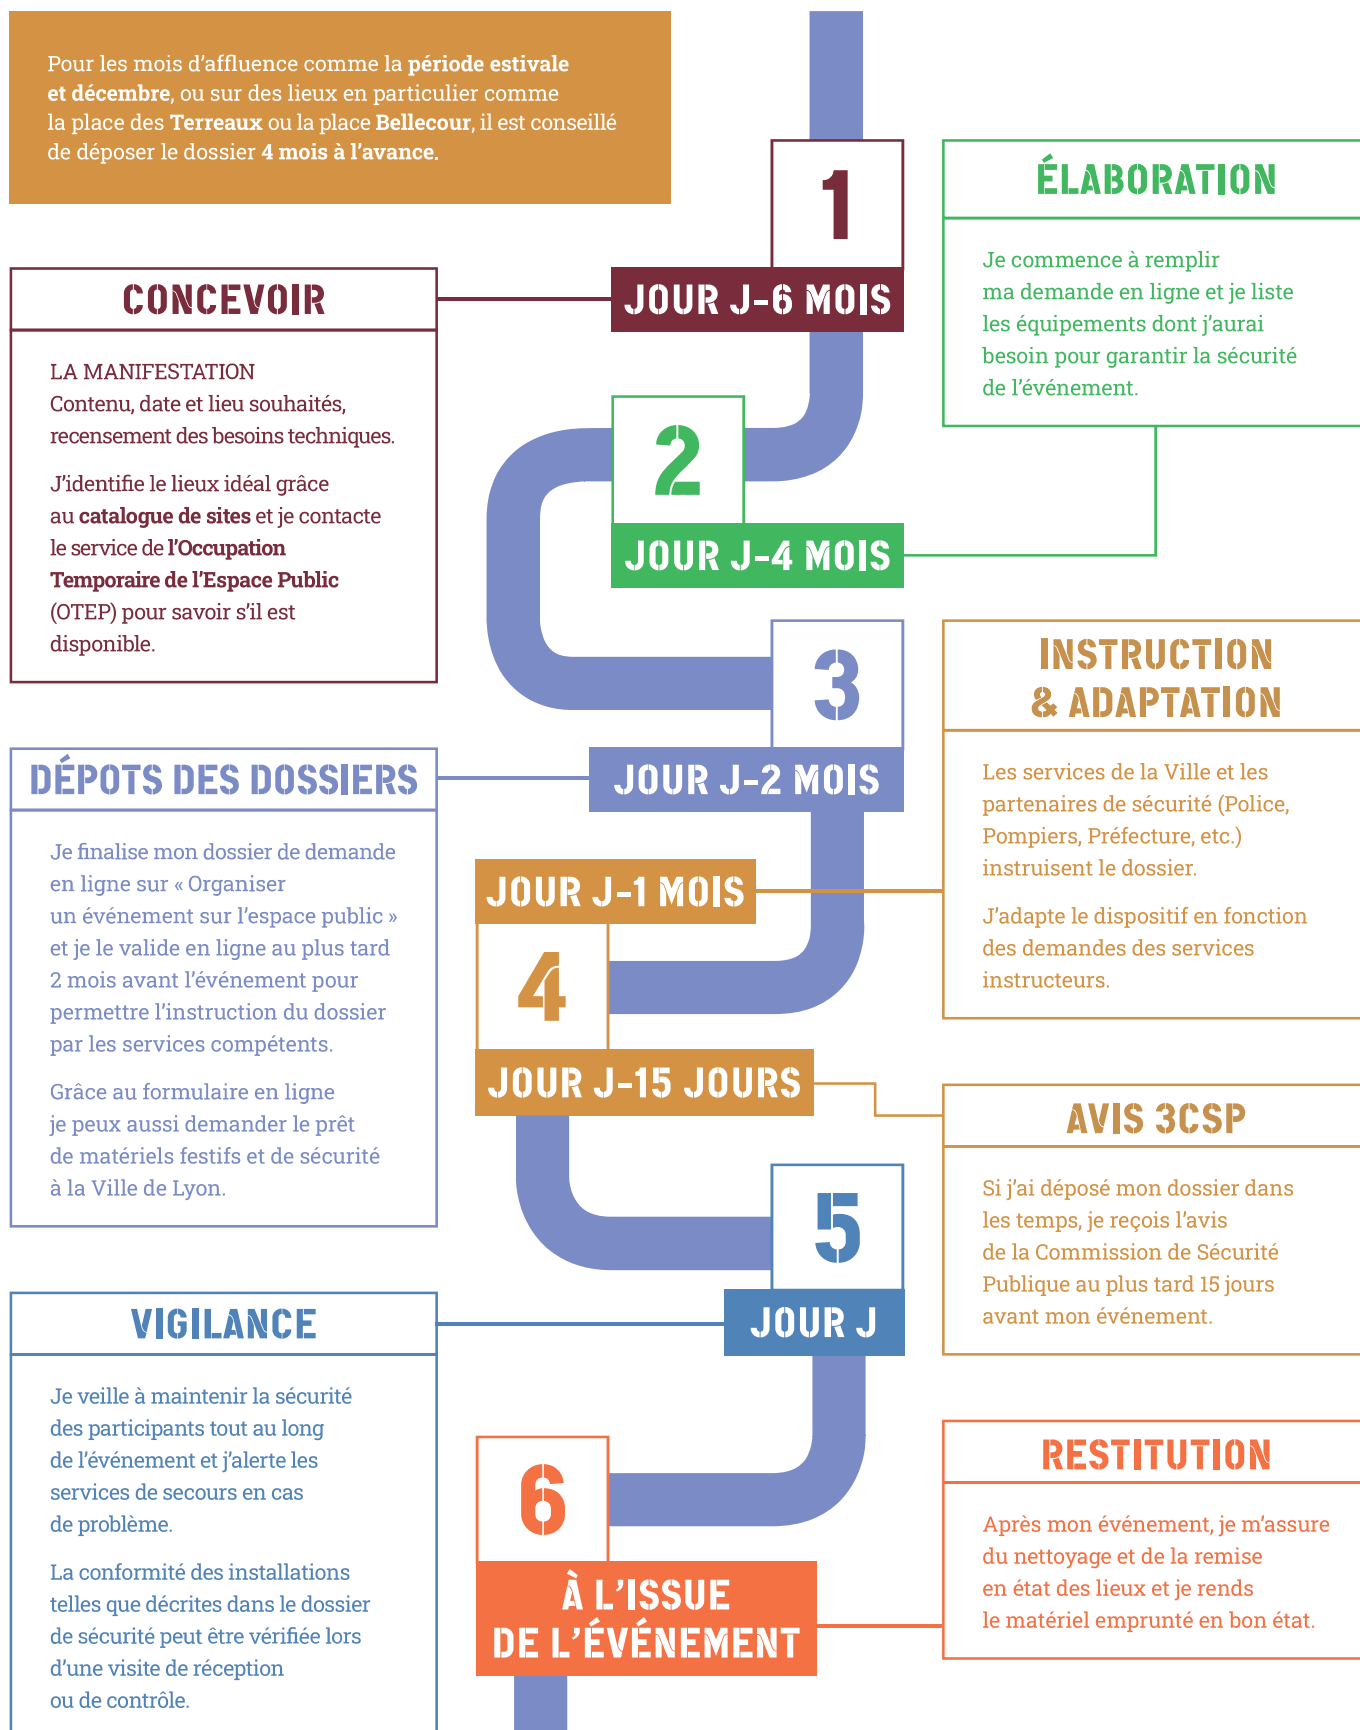 Pour les mois d’affluence comme la période estivale
et décembre, ou sur des lieux en particulier comme
la place des Terreaux ou la place Bellecour, il est conseillé
de déposer le dossier 4 mois à l’avance.
1
JOUR J-6 MOIS
CONCEVOIR
LA MANIFESTATION
Contenu, date et lieu souhaités,
recensement des besoins techniques.
J’identifie le lieux idéal grâce
au catalogue de sites et je contacte
le service de l’Occupation
Temporaire de l’Espace Public
(OTEP) pour savoir s’il est
disponible.
2
JOUR J-4 MOIS
ÉLABORATION
Je commence à remplir
ma demande en ligne et je liste
les équipements dont j’aurai
besoin pour garantir la sécurité
de l’événement.
3
JOUR J-2 MOIS
DÉPOTS DES DOSSIERS
Je finalise mon dossier de demande
en ligne sur « Organiser
un événement sur l’espace public »
et je le valide en ligne au plus tard
2 mois avant l’événement pour
permettre l’instruction du dossier
par les services compétents.
Grâce au formulaire en ligne
je peux aussi demander le prêt
de matériels festifs et de sécurité
à la Ville de Lyon.
JOUR J-1 MOIS
4
JOUR J-15 JOURS
INSTRUCTION
& ADAPTATION
Les services de la Ville et les
partenaires de sécurité (Police,
Pompiers, Préfecture, etc.)
instruisent le dossier.
J’adapte le dispositif en fonction
des demandes des services
instructeurs.
AVIS 3CSP
Si j’ai déposé mon dossier dans
les temps, je reçois l’avis
de la Commission de Sécurité
Publique au plus tard 15 jours
avant mon événement.
5
JOUR J
VIGILANCE
Je veille à maintenir la sécurité
des participants tout au long
de l’événement et j’alerte les
services de secours en cas
de problème.
La conformité des installations
telles que décrites dans le dossier
de sécurité peut être vérifiée lors
d’une visite de réception
ou de contrôle.
6
À L’ISSUE
DE L’ÉVÉNEMENT
RESTITUTION
Après mon événement, je m’assure
du nettoyage et de la remise
en état des lieux et je rends
le matériel emprunté en bon état.